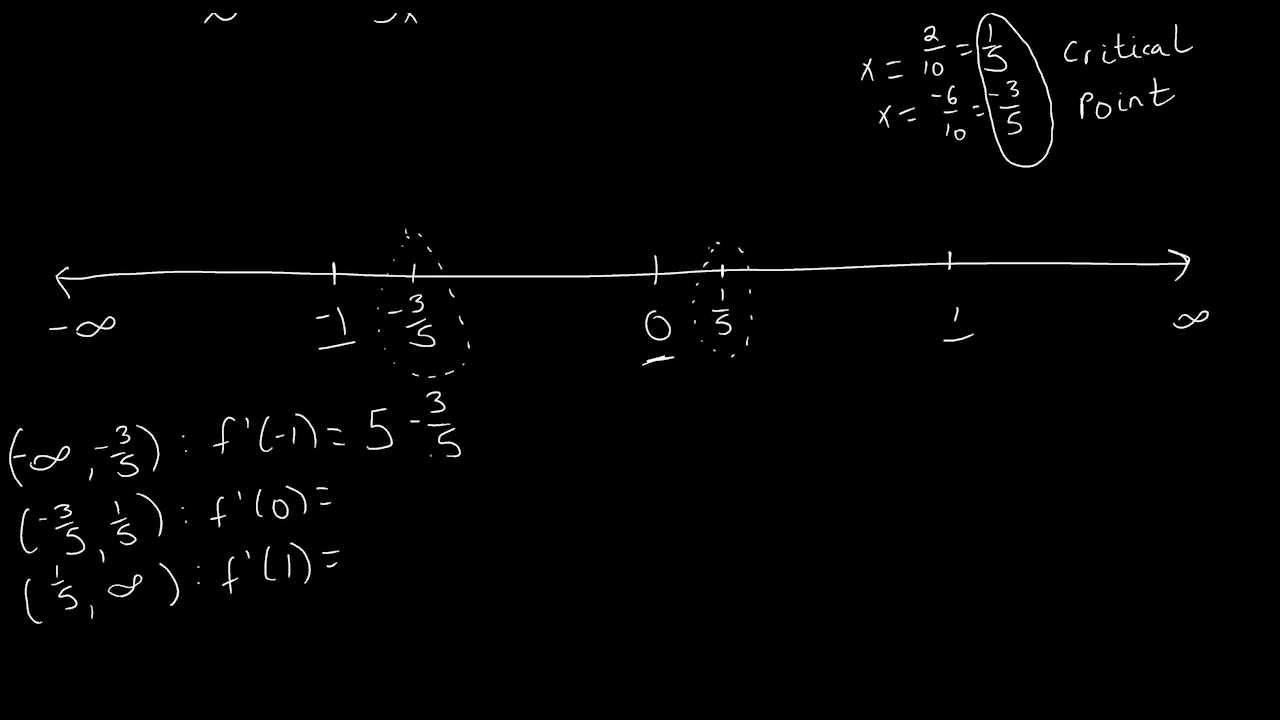 x = 2/10 = 1/5 Critical
x = -6/10 = -3/5 Point
-∞ -1 -3/5 0 1/5 1 ∞
(-∞, -3/5) : f'(-1) = 5 -3/5
(-3/5, 1/5) : f'(0) =
(1/5, ∞) : f'(1) =